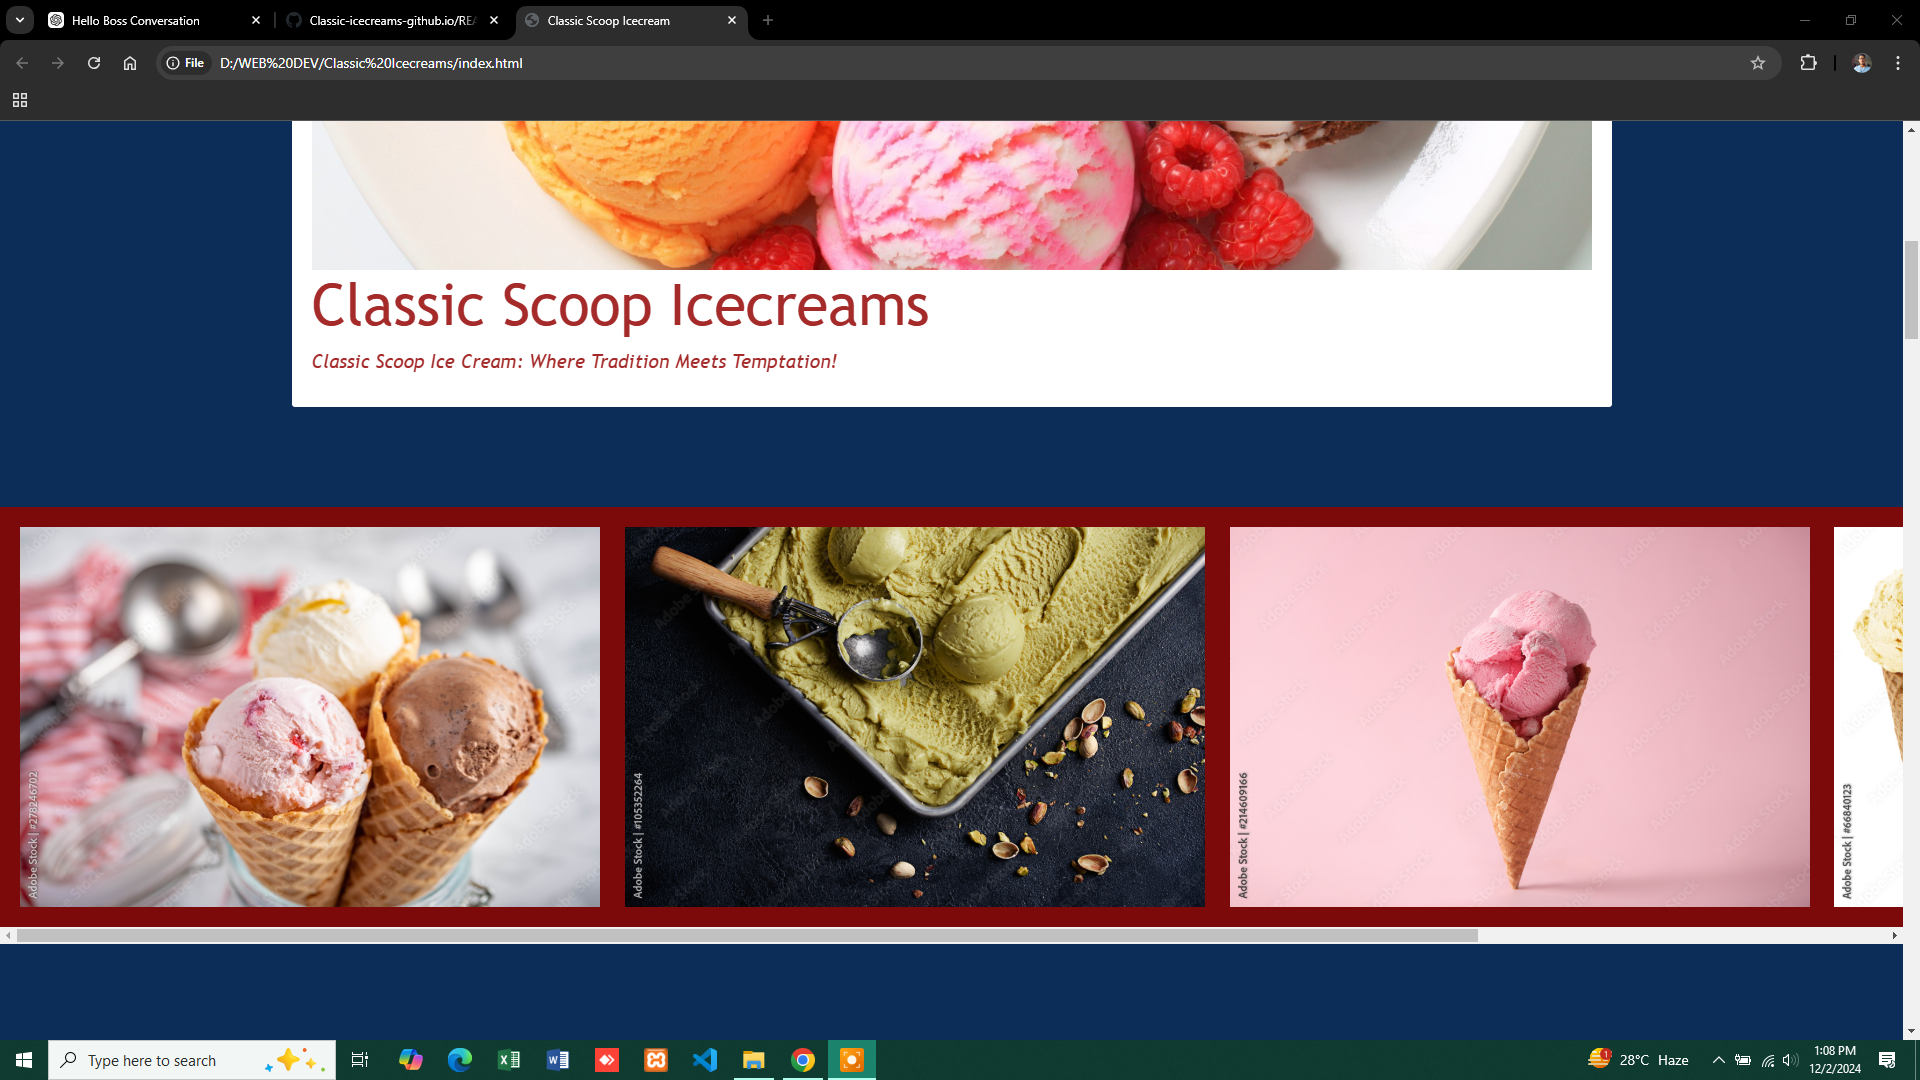 Hello Boss Conversation
Classic-icecreams-github.io/REA
Classic Scoop Icecream
File
D:/WEB%20DEV/Classic%20Icecreams/index.html
Classic Scoop Icecreams
Classic Scoop Ice Cream: Where Tradition Meets Temptation!
Adobe Stock | #278246702
Adobe Stock | #105352264
Adobe Stock | #214609166
Adobe Stock | #66840123
Type here to search
1
28°C Haze
1:08 PM
12/2/2024